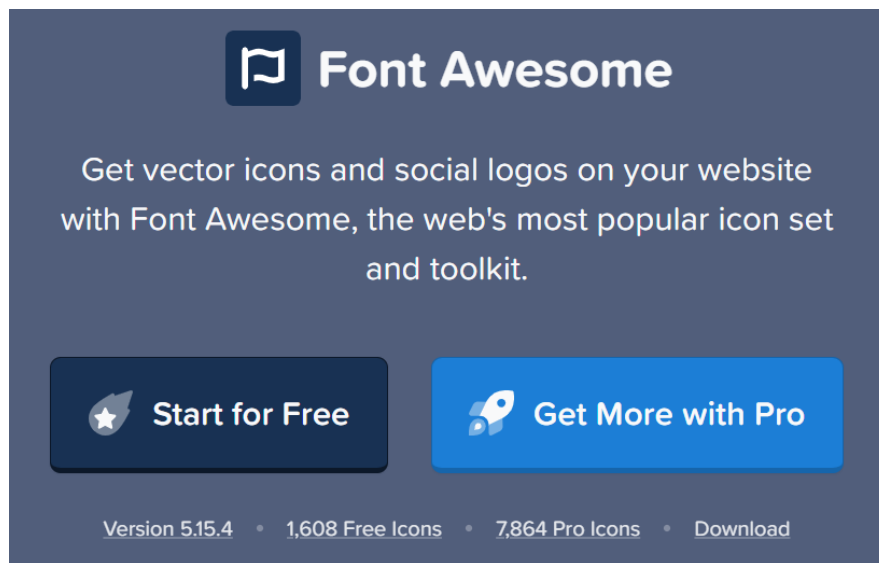 Font Awesome
Get vector icons and social logos on your website
with Font Awesome, the web's most popular icon set
and toolkit.
Start for Free
Get More with Pro
Version 5.15.4 • 1,608 Free Icons • 7,864 Pro Icons • Download